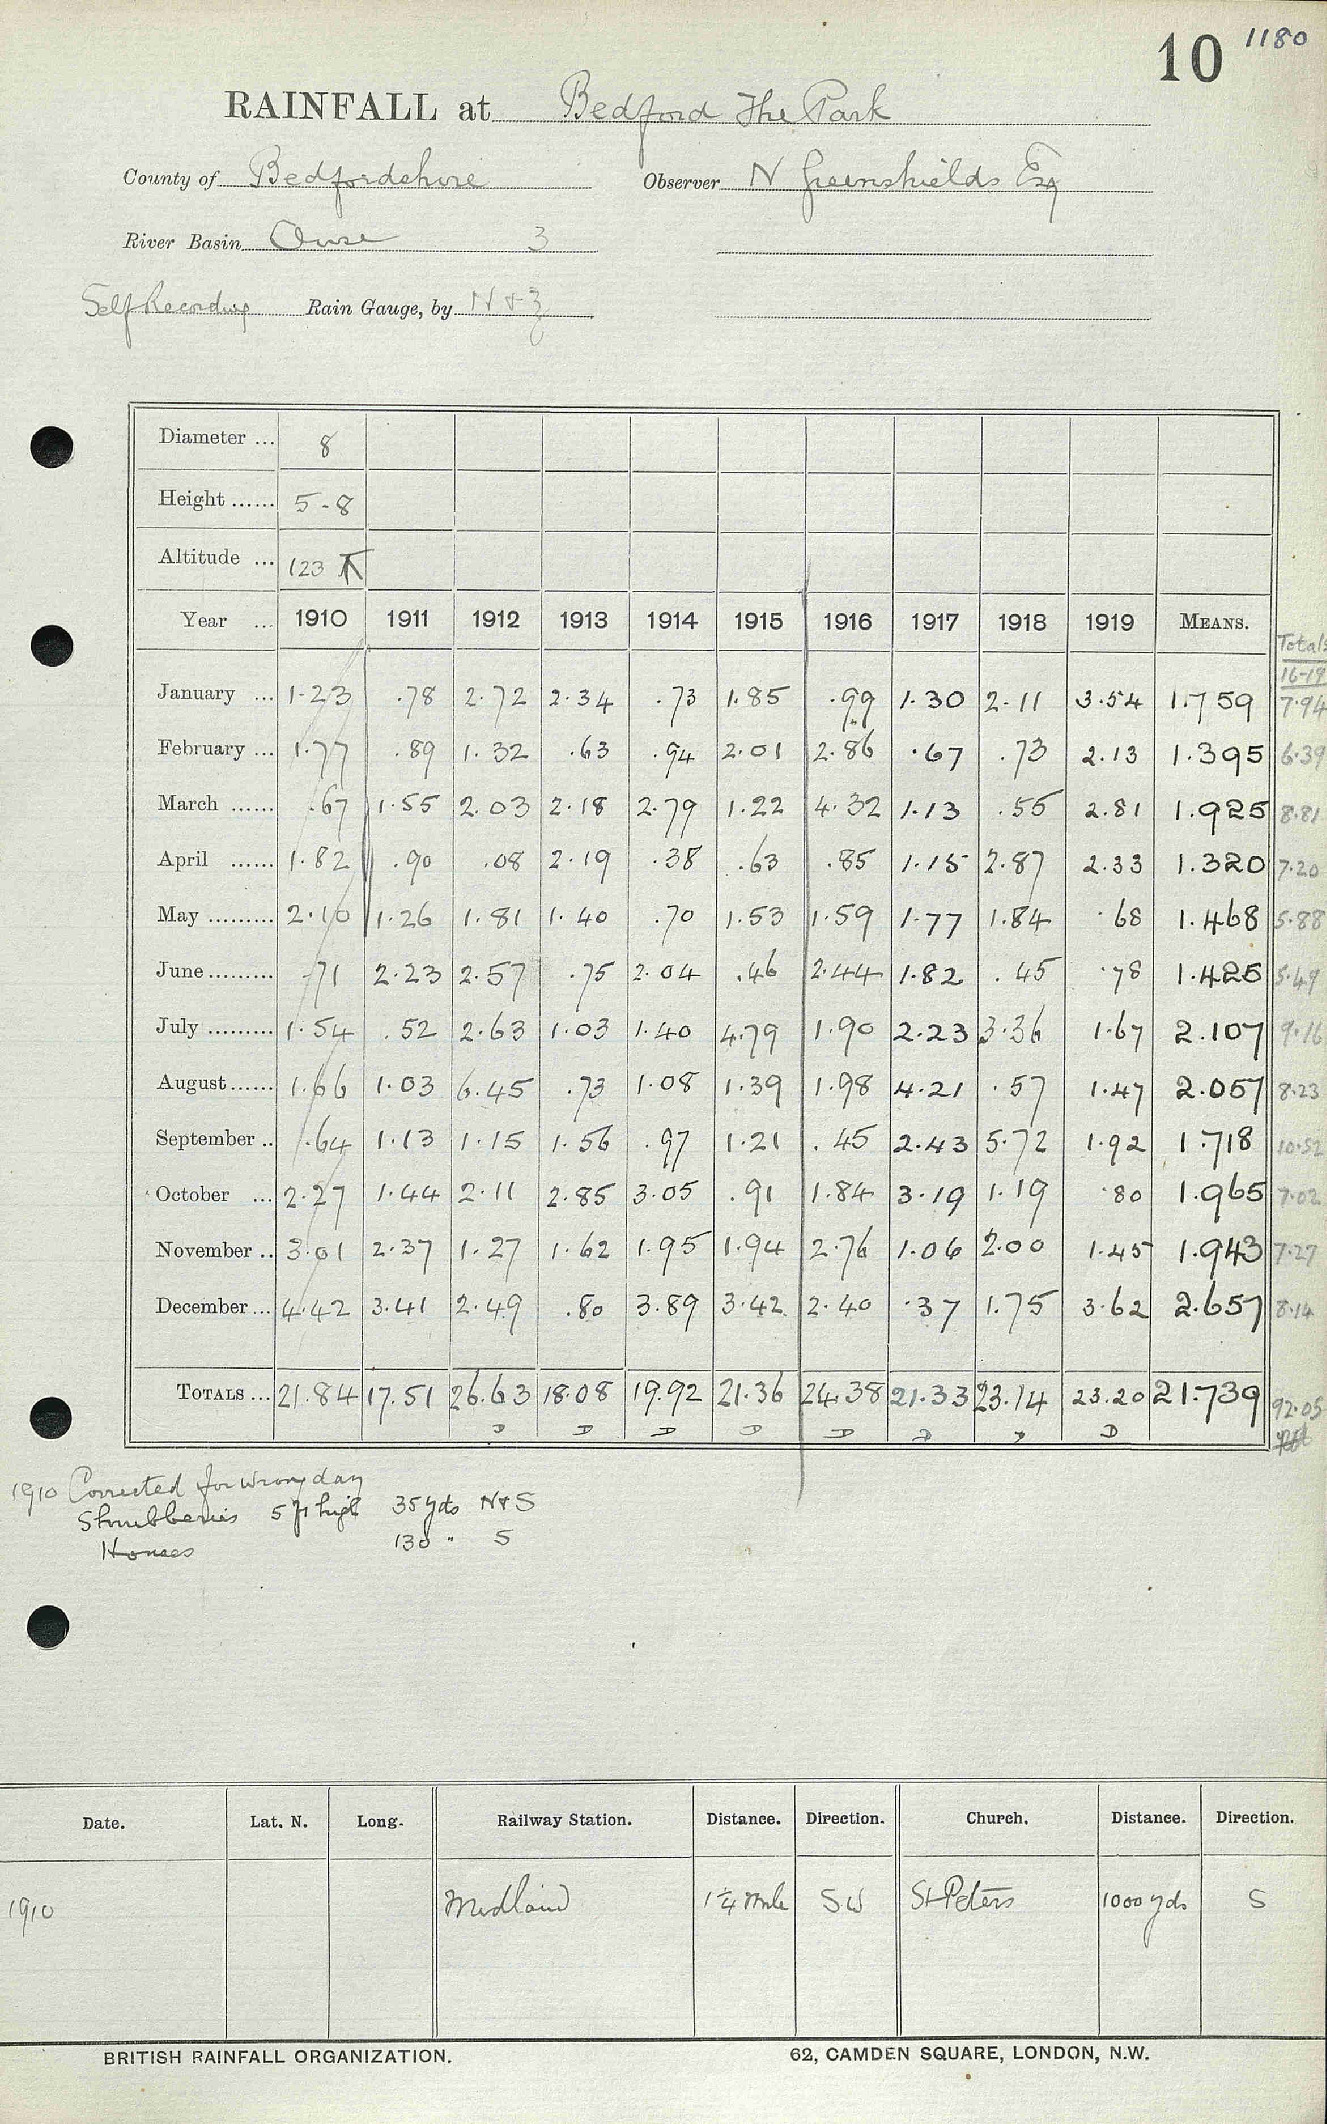 10 1180
RAINFALL at Bedford The Park
County of Bedfordshire Observer N Greenshields Esq
River Basin Ouse 3
Self Recording Rain Gauge, by N & Z
Diameter ... 8
Height ...... 5-8
Altitude ... 123
Year ... 1910 1911 1912 1913 1914 1915 1916 1917 1918 1919 MEANS. Totals 16-19
January ... 1.23 .78 2.72 2.34 .73 1.85 .99 1.30 2.11 3.54 1.759 7.94
February ... 1.77 .89 1.32 .63 .94 2.01 2.86 .67 .73 2.13 1.395 6.39
March ...... .67 1.55 2.03 2.18 2.79 1.22 4.32 1.13 .55 2.81 1.925 8.81
April ...... 1.82 .90 .08 2.19 .38 .63 .85 1.15 2.87 2.33 1.320 7.20
May ......... 2.10 1.26 1.81 1.40 .70 1.53 1.59 1.77 1.84 .68 1.468 5.88
June ......... .71 2.23 2.57 .75 2.04 .46 2.44 1.82 .45 .78 1.425 5.49
July ......... 1.54 .52 2.63 1.03 1.40 4.79 1.90 2.23 3.36 1.67 2.107 9.16
August ...... 1.66 1.03 6.45 .73 1.08 1.39 1.98 4.21 .57 1.47 2.057 8.23
September .. .64 1.13 1.15 1.56 .97 1.21 .45 2.43 5.72 1.92 1.718 10.52
October ... 2.27 1.44 2.11 2.85 3.05 .91 1.84 3.19 1.19 .80 1.965 7.02
November .. 3.01 2.37 1.27 1.62 1.95 1.94 2.76 1.06 2.00 1.45 1.943 7.27
December ... 4.42 3.41 2.49 .80 3.89 3.42 2.40 .37 1.75 3.62 2.657 8.14
TOTALS ... 21.84 17.51 26.63 18.08 19.92 21.36 24.38 21.33 23.14 23.20 21.739 92.05
D D D D D D D D
1910 Corrected for wrong day
Shrubberies 5 ft high 35 yds N & S
Houses 130 " S
Date. Lat. N. Long. Railway Station. Distance. Direction. Church. Distance. Direction.
1910 Midland 1¼ mile SW St Peters 1000 yds S
BRITISH RAINFALL ORGANIZATION. 62, CAMDEN SQUARE, LONDON, N.W.